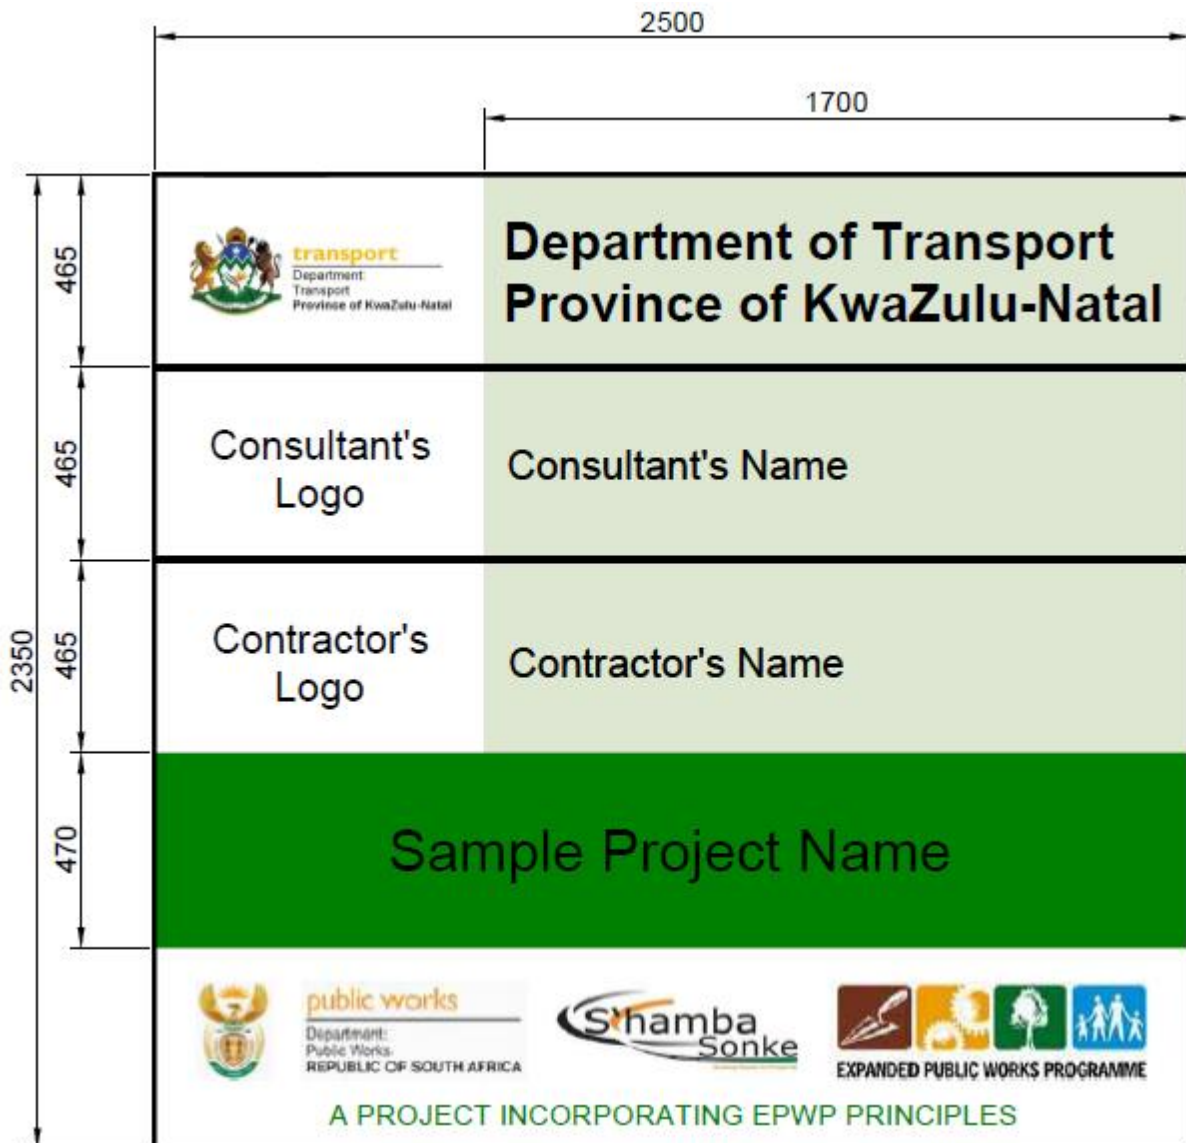 2500
1700
465
transport
Department
Transport
Province of KwaZulu-Natal
Department of Transport
Province of KwaZulu-Natal
465
Consultant's
Logo
Consultant's Name
2350
465
Contractor's
Logo
Contractor's Name
470
Sample Project Name
public works
Department:
Public Works
REPUBLIC OF SOUTH AFRICA
S'hamba
Sonke
EXPANDED PUBLIC WORKS PROGRAMME
A PROJECT INCORPORATING EPWP PRINCIPLES